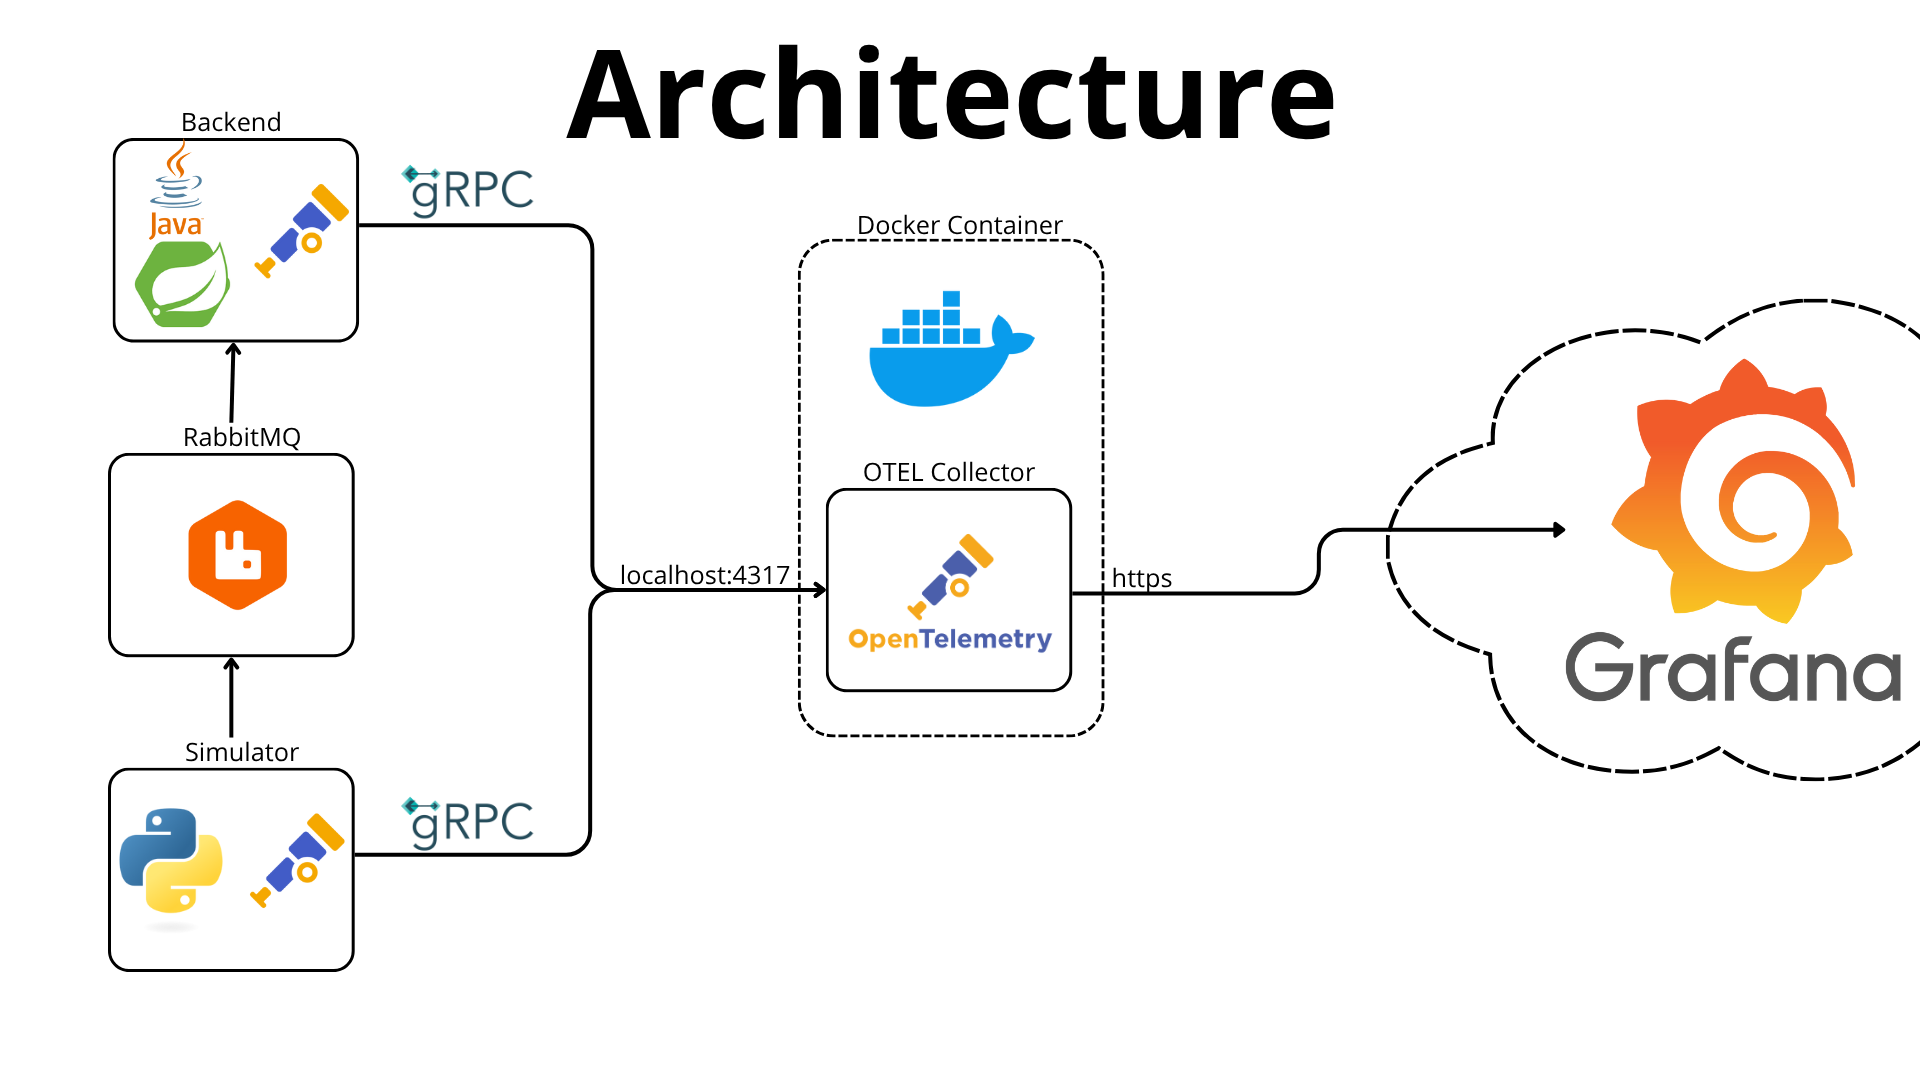 Architecture
Backend
Java
gRPC
Docker Container
RabbitMQ
OTEL Collector
localhost:4317
OpenTelemetry
https
Grafana
Simulator
gRPC